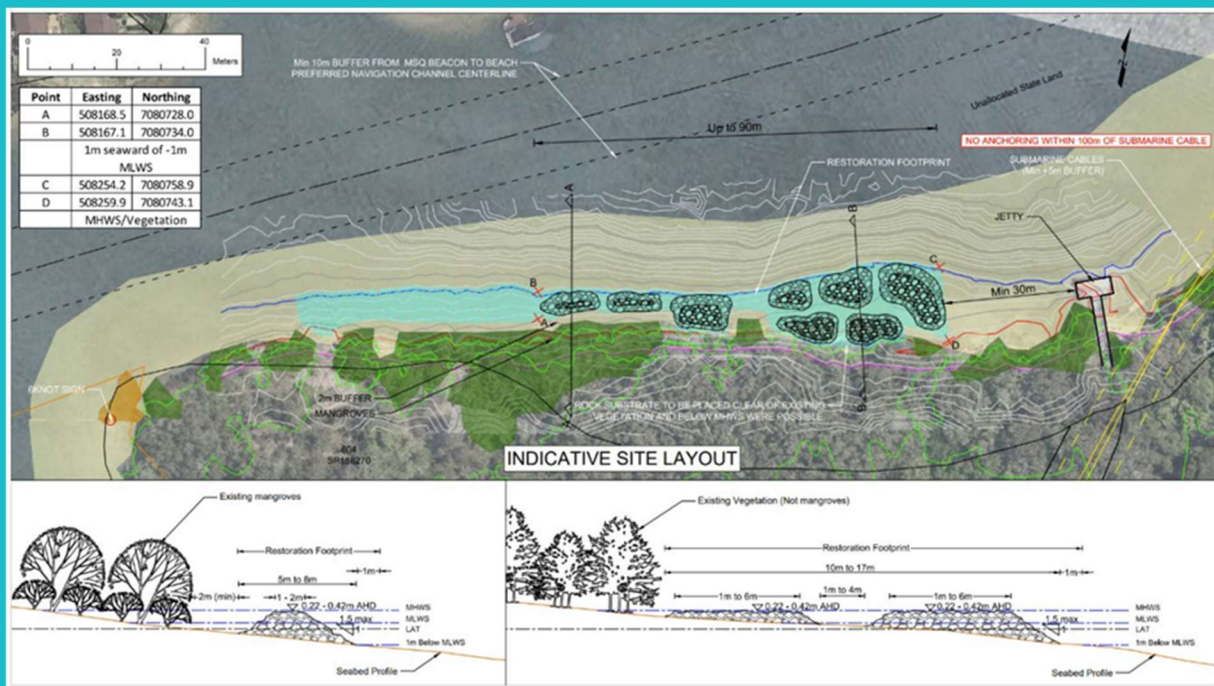 0 20 40
Meters
Point Easting Northing
A 508168.5 7080728.0
B 508167.1 7080734.0
1m seaward of -1m
MLWS
C 508254.2 7080758.9
D 508259.9 7080743.1
MHWS/Vegetation
Min 10m BUFFER FROM MSQ BEACON TO BEACH
PREFERRED NAVIGATION CHANNEL CENTERLINE
Unallocated State Land
Up to 90m
NO ANCHORING WITHIN 100m OF SUBMARINE CABLE
RESTORATION FOOTPRINT
SUBMARINE CABLES
(Min +5m BUFFER)
JETTY
A
B
B
C
Min 30m
A
D
6KNOT SIGN
2m BUFFER
MANGROVES
ROCK SUBSTRATE TO BE PLACED CLEAR OF EXISTING
VEGETATION AND BELOW MHWS WERE POSSIBLE
B
604
SP158270
INDICATIVE SITE LAYOUT
Existing mangroves
Restoration Footprint
1m
5m to 8m
2m (min)
1 - 2m
0.22 - 0.42m AHD
MHWS
1.5 max
MLWS
1
LAT
1m Below MLWS
Seabed Profile
Existing Vegetation (Not mangroves)
Restoration Footprint
10m to 17m
1m
1m to 6m
1m to 4m
1m to 6m
0.22 - 0.42m AHD
0.22 - 0.42m AHD
MHWS
1.5 max
MLWS
1
LAT
1m Below MLWS
Seabed Profile